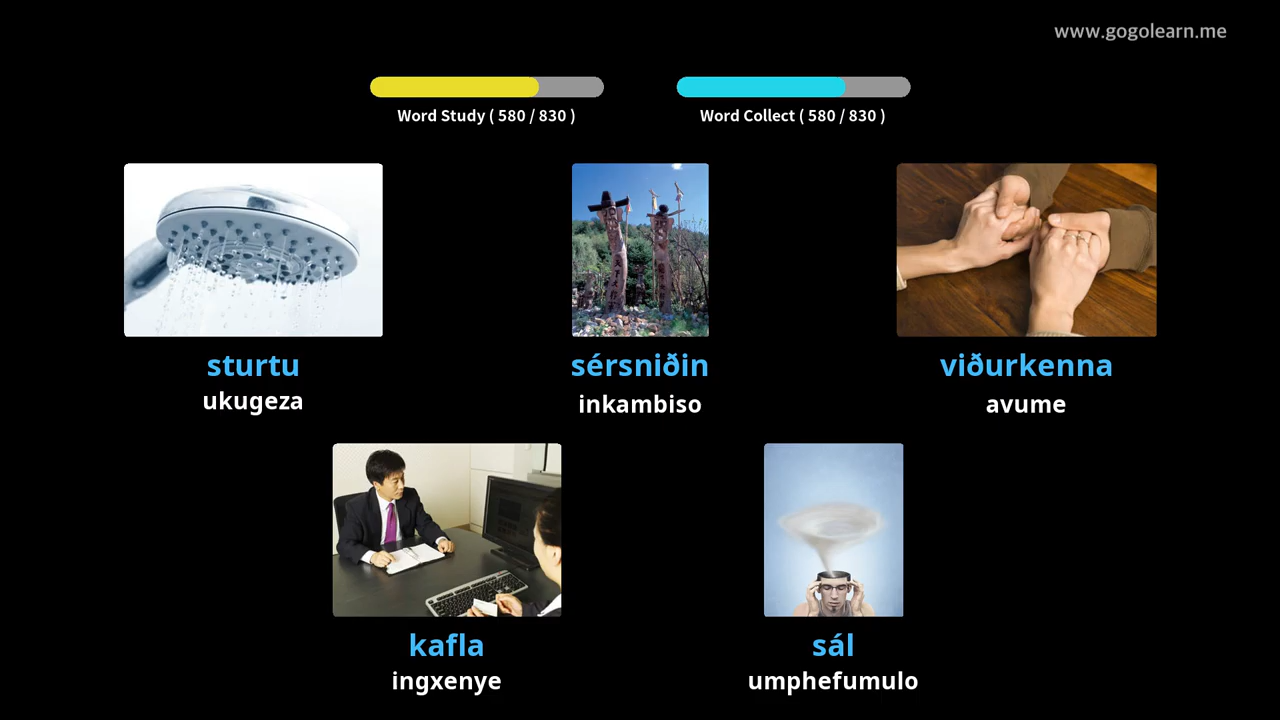 www.gogolearn.me
Word Study ( 580 / 830 )
Word Collect ( 580 / 830 )
sturtu
ukugeza
sérsniðin
inkambiso
viðurkenna
avume
kafla
ingxenye
sál
umphefumulo